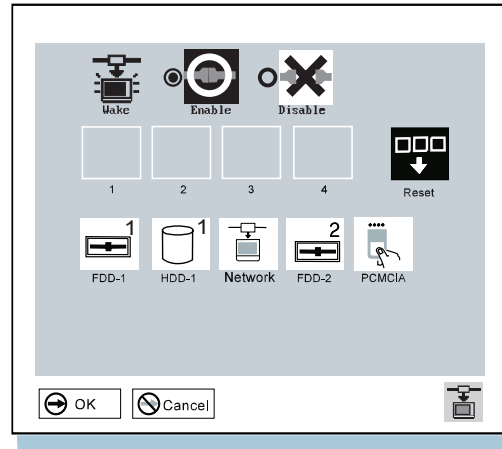 Wake Enable Disable
1 2 3 4 Reset
1 1 2
FDD-1 HDD-1 Network FDD-2 PCMCIA
OK Cancel